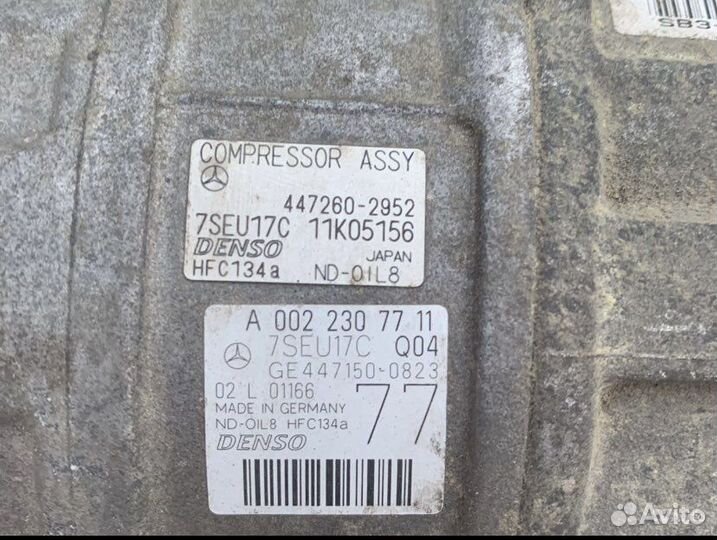 COMPRESSOR ASSY
447260-2952
7SEU17C 11K05156
DENSO JAPAN
HFC134a ND-OIL8
A 002 230 77 11
7SEU17C Q04
GE447150-0823
02 L 01166
MADE IN GERMANY
77
ND-OIL8 HFC134a
DENSO
Avito